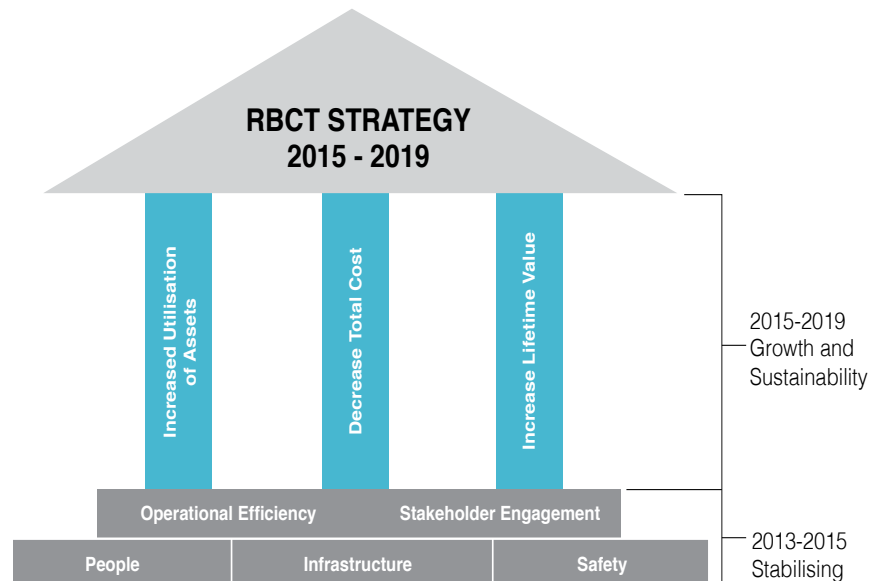 RBCT STRATEGY
2015 - 2019
Increased Utilisation
of Assets
Decrease Total Cost
Increase Lifetime Value
2015-2019
Growth and
Sustainability
Operational Efficiency
Stakeholder Engagement
2013-2015
Stabilising
People
Infrastructure
Safety